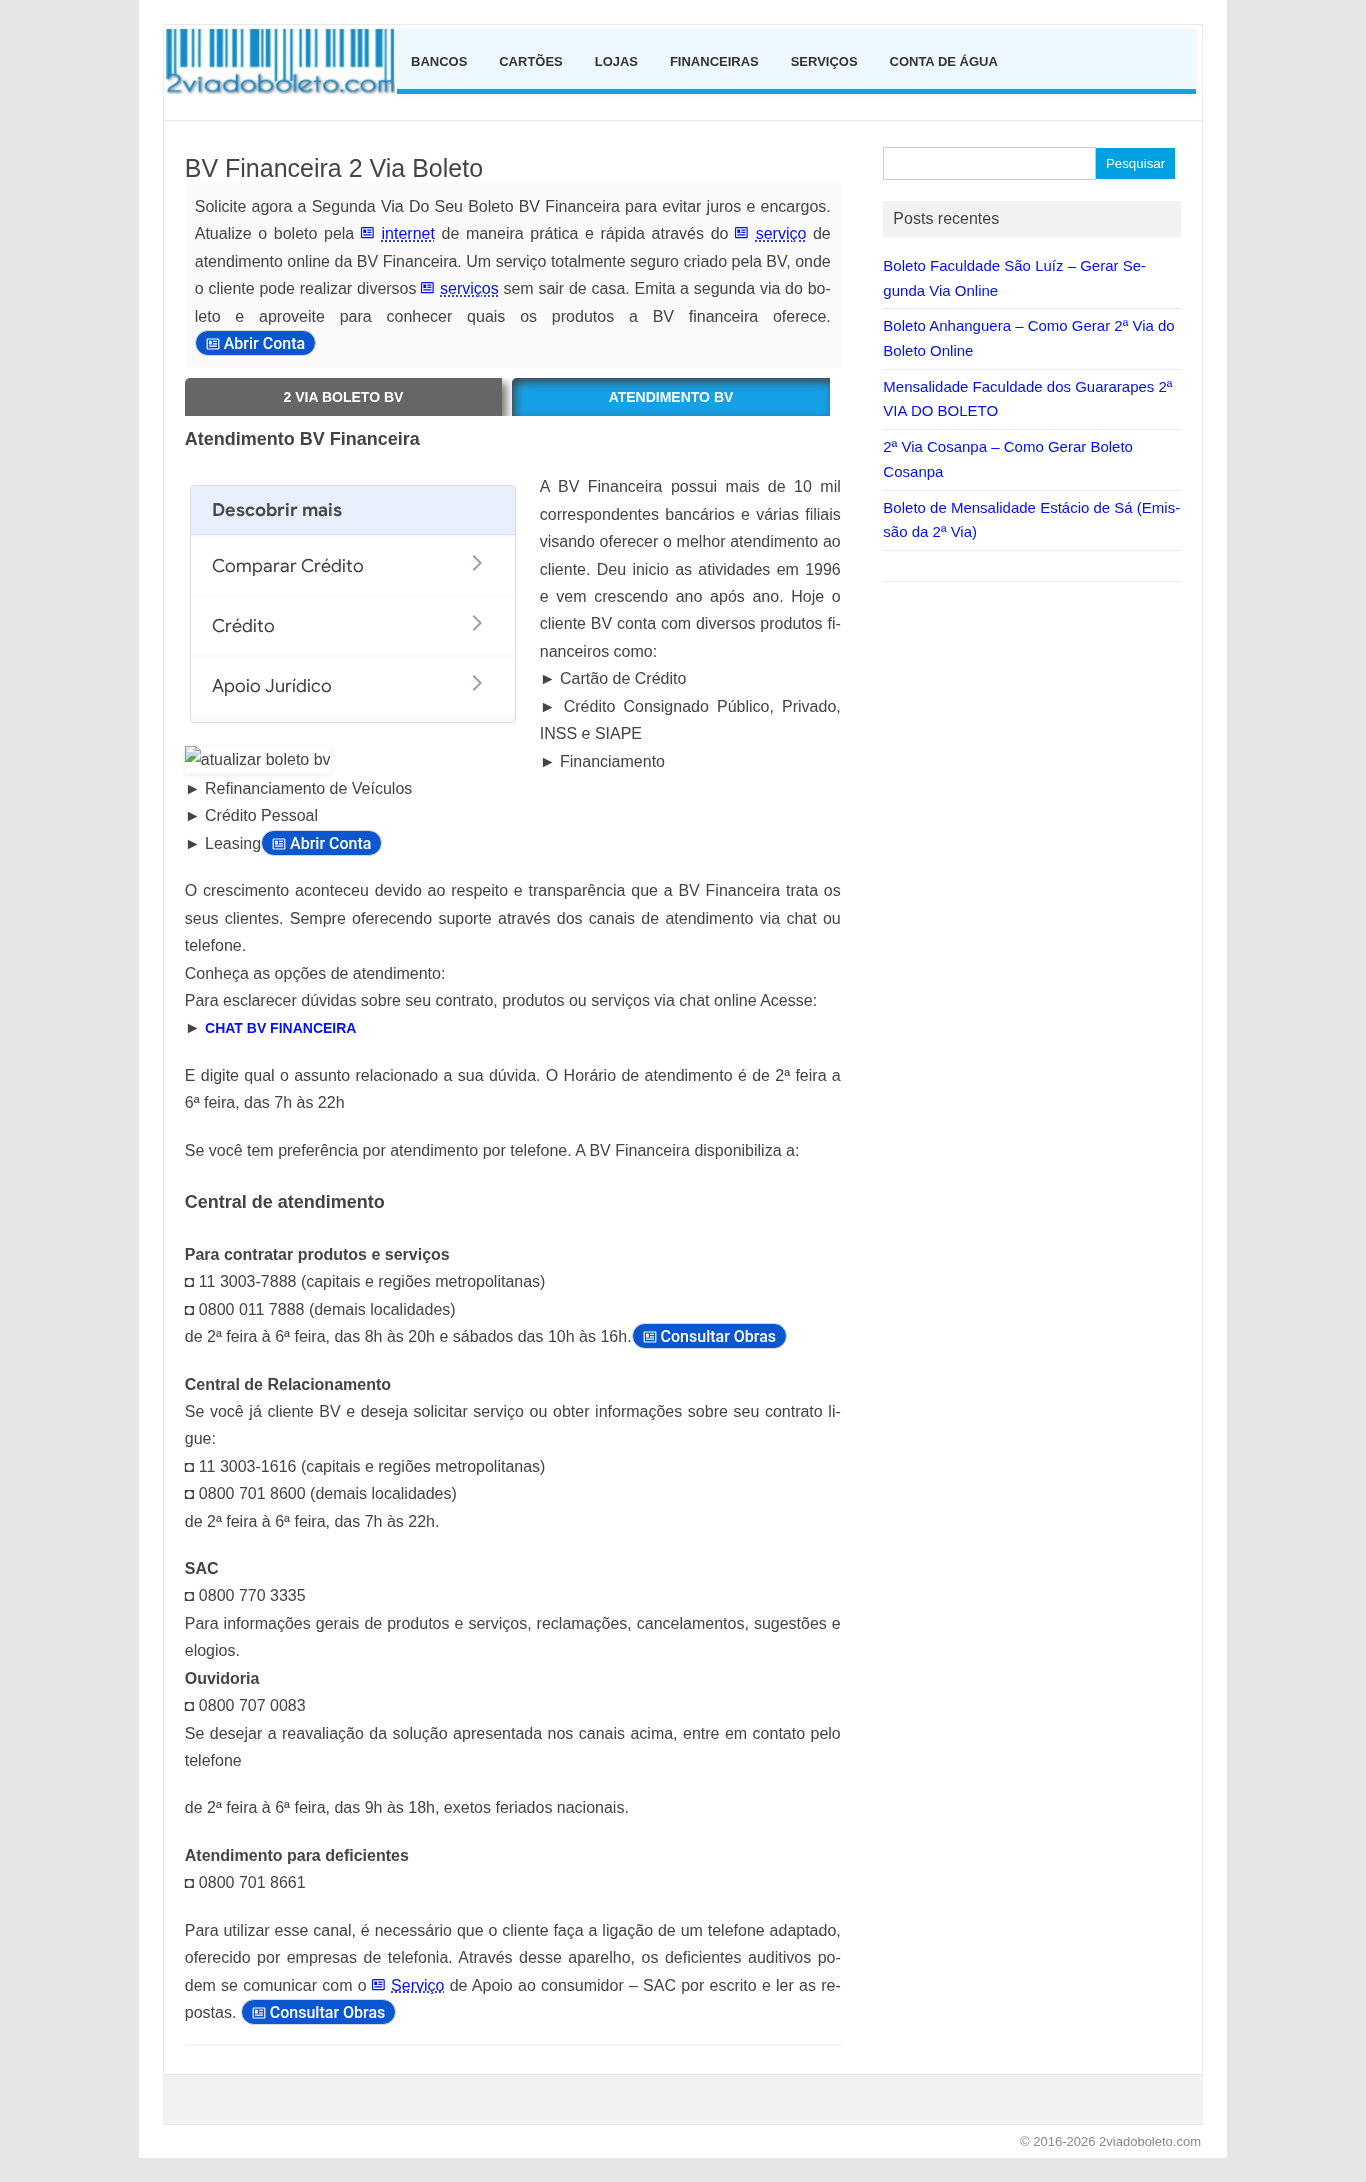 2viadoboleto.com
BANCOS CARTÕES LOJAS FINANCEIRAS SERVIÇOS CONTA DE ÁGUA
BV Financeira 2 Via Boleto
Solicite agora a Segunda Via Do Seu Boleto BV Financeira para evitar juros e encargos.
Atualize o boleto pela internet de maneira prática e rápida através do serviço de
atendimento online da BV Financeira. Um serviço totalmente seguro criado pela BV, onde
o cliente pode realizar diversos serviços sem sair de casa. Emita a segunda via do bo-
leto e aproveite para conhecer quais os produtos a BV financeira oferece.
Abrir Conta
2 VIA BOLETO BV ATENDIMENTO BV
Atendimento BV Financeira
Descobrir mais
Comparar Crédito
Crédito
Apoio Jurídico
atualizar boleto bv
A BV Financeira possui mais de 10 mil
correspondentes bancários e várias filiais
visando oferecer o melhor atendimento ao
cliente. Deu inicio as atividades em 1996
e vem crescendo ano após ano. Hoje o
cliente BV conta com diversos produtos fi-
nanceiros como:
► Cartão de Crédito
► Crédito Consignado Público, Privado,
INSS e SIAPE
► Financiamento
► Refinanciamento de Veículos
► Crédito Pessoal
► Leasing Abrir Conta
O crescimento aconteceu devido ao respeito e transparência que a BV Financeira trata os
seus clientes. Sempre oferecendo suporte através dos canais de atendimento via chat ou
telefone.
Conheça as opções de atendimento:
Para esclarecer dúvidas sobre seu contrato, produtos ou serviços via chat online Acesse:
► CHAT BV FINANCEIRA
E digite qual o assunto relacionado a sua dúvida. O Horário de atendimento é de 2ª feira a
6ª feira, das 7h às 22h
Se você tem preferência por atendimento por telefone. A BV Financeira disponibiliza a:
Central de atendimento
Para contratar produtos e serviços
◘ 11 3003-7888 (capitais e regiões metropolitanas)
◘ 0800 011 7888 (demais localidades)
de 2ª feira à 6ª feira, das 8h às 20h e sábados das 10h às 16h. Consultar Obras
Central de Relacionamento
Se você já cliente BV e deseja solicitar serviço ou obter informações sobre seu contrato li-
gue:
◘ 11 3003-1616 (capitais e regiões metropolitanas)
◘ 0800 701 8600 (demais localidades)
de 2ª feira à 6ª feira, das 7h às 22h.
SAC
◘ 0800 770 3335
Para informações gerais de produtos e serviços, reclamações, cancelamentos, sugestões e
elogios.
Ouvidoria
◘ 0800 707 0083
Se desejar a reavaliação da solução apresentada nos canais acima, entre em contato pelo
telefone
de 2ª feira à 6ª feira, das 9h às 18h, exetos feriados nacionais.
Atendimento para deficientes
◘ 0800 701 8661
Para utilizar esse canal, é necessário que o cliente faça a ligação de um telefone adaptado,
oferecido por empresas de telefonia. Através desse aparelho, os deficientes auditivos po-
dem se comunicar com o Serviço de Apoio ao consumidor – SAC por escrito e ler as re-
postas. Consultar Obras
Pesquisar
Posts recentes
Boleto Faculdade São Luíz – Gerar Se-
gunda Via Online
Boleto Anhanguera – Como Gerar 2ª Via do
Boleto Online
Mensalidade Faculdade dos Guararapes 2ª
VIA DO BOLETO
2ª Via Cosanpa – Como Gerar Boleto
Cosanpa
Boleto de Mensalidade Estácio de Sá (Emis-
são da 2ª Via)
© 2016-2026 2viadoboleto.com